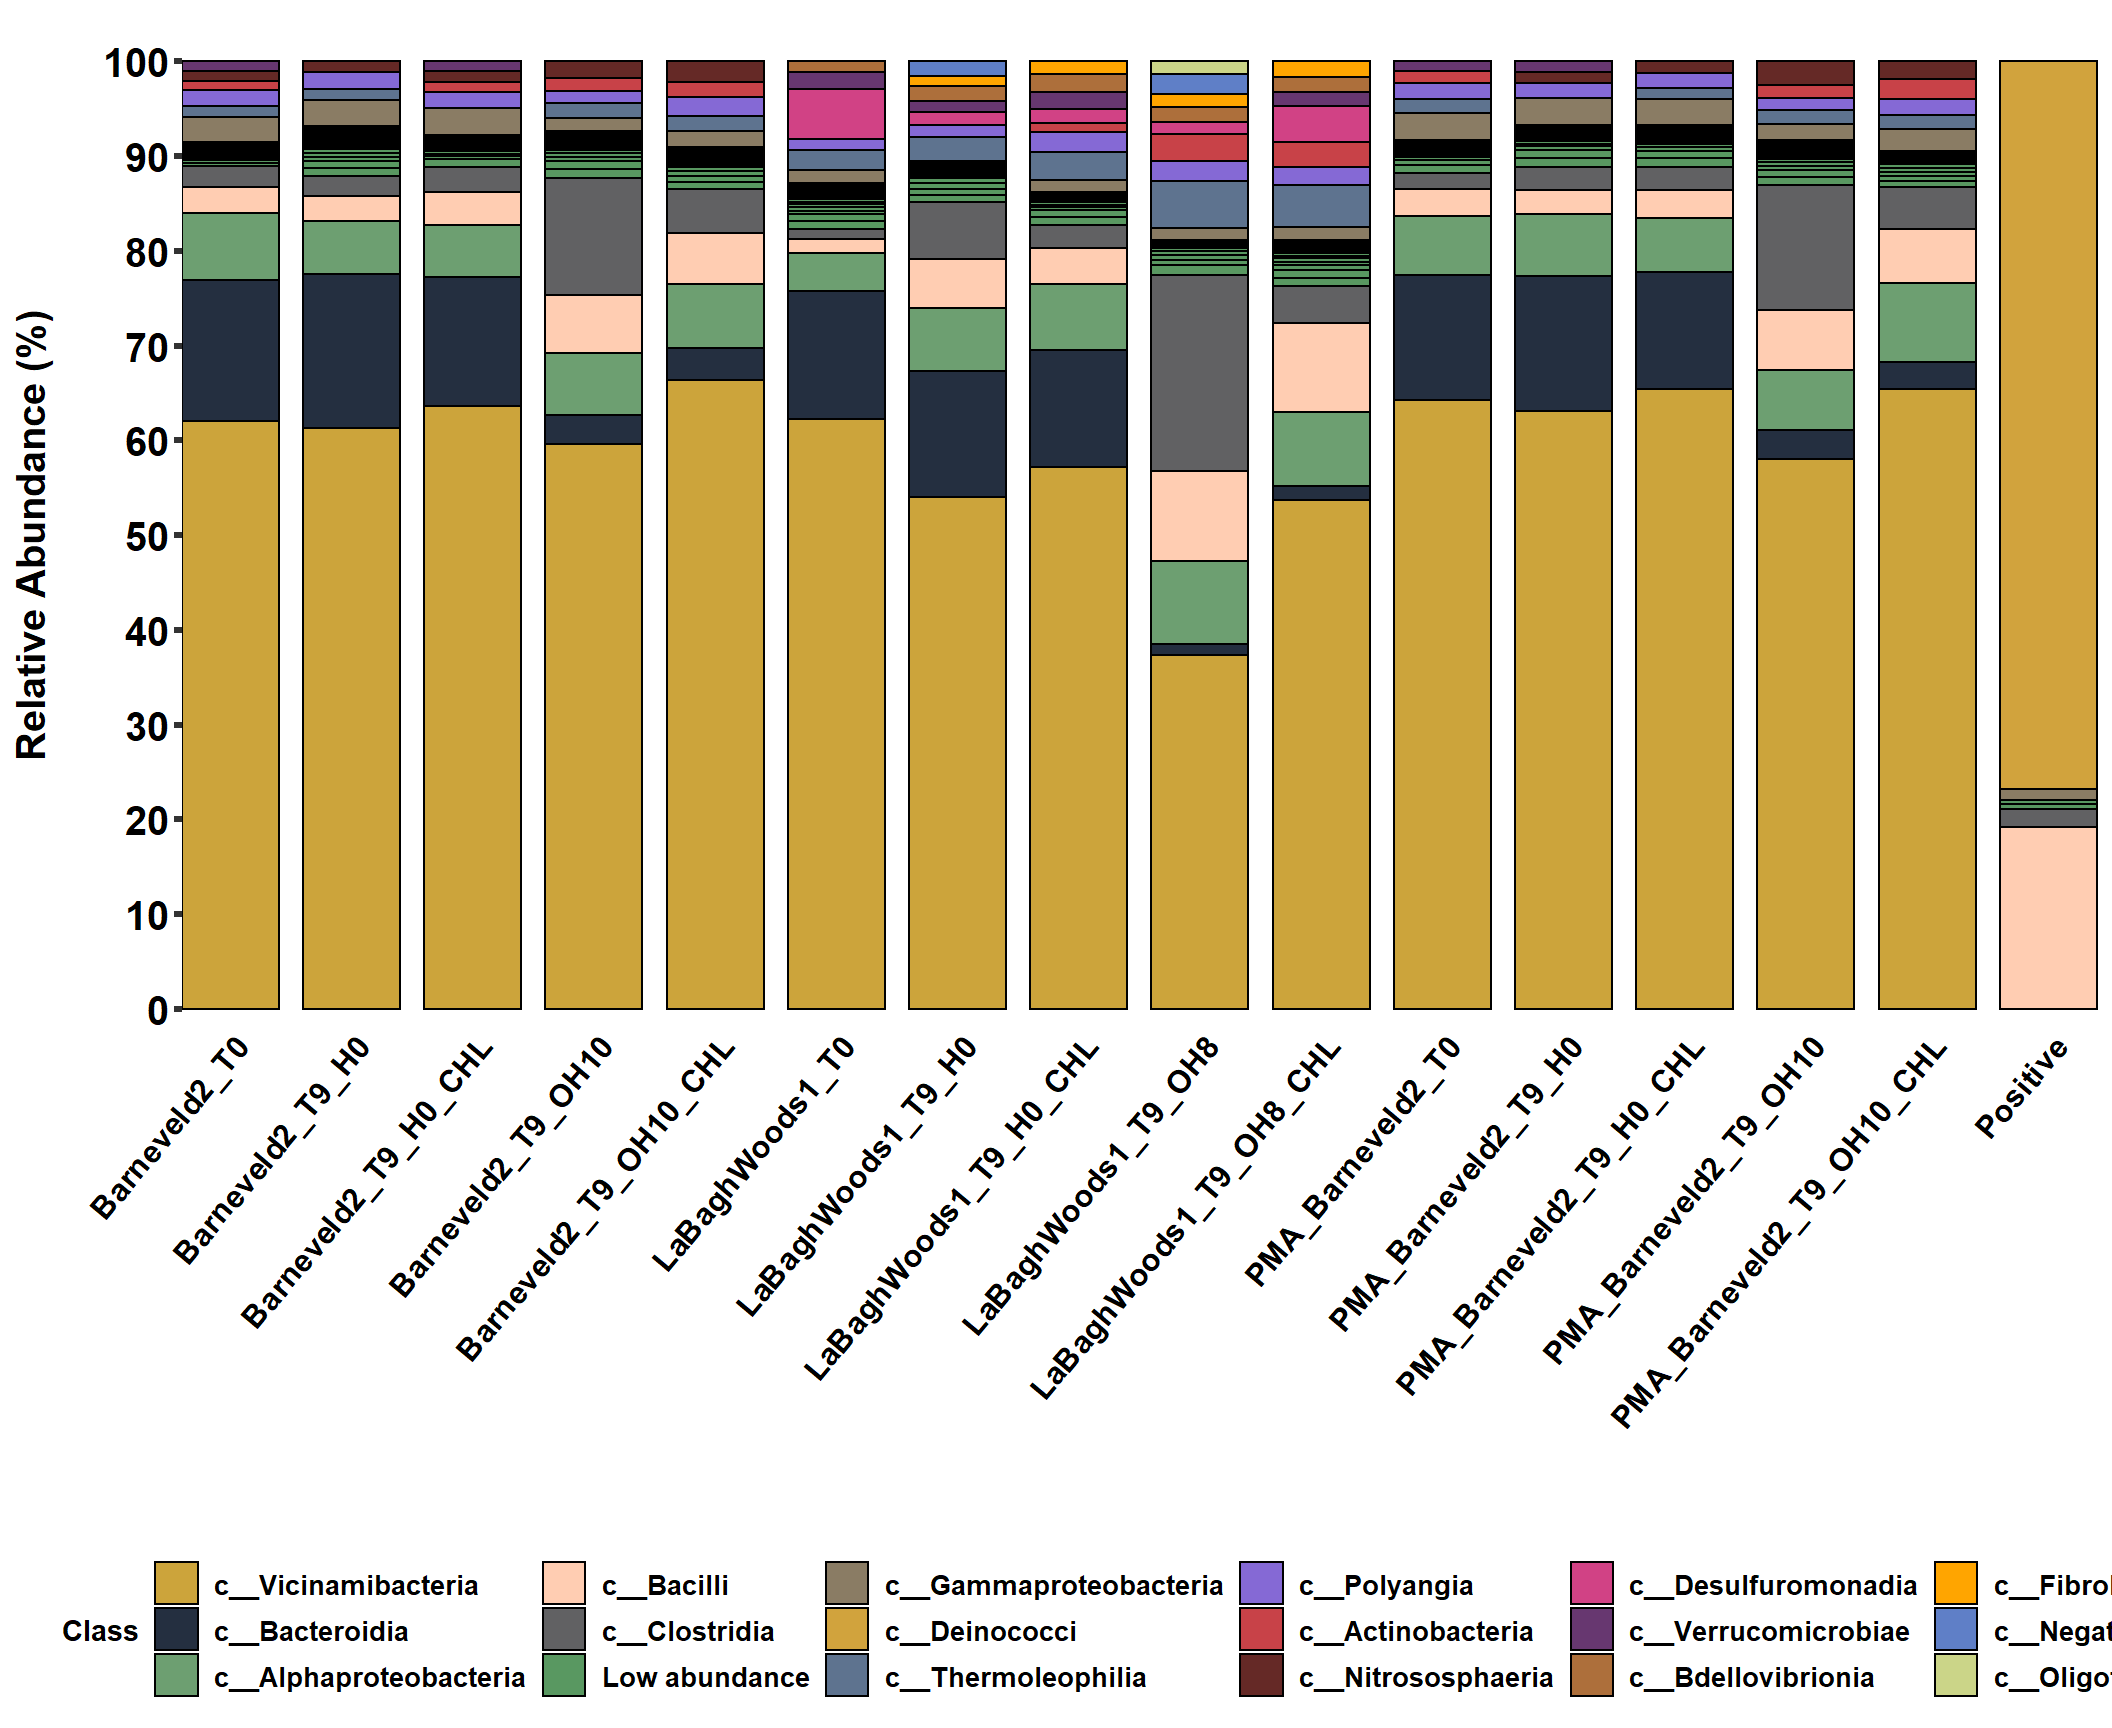 Relative Abundance (%)
100
90
80
70
60
50
40
30
20
10
0
Barneveld2_T0
Barneveld2_T9_H0
Barneveld2_T9_H0_CHL
Barneveld2_T9_OH10
Barneveld2_T9_OH10_CHL
LaBaghWoods1_T0
LaBaghWoods1_T9_H0
LaBaghWoods1_T9_H0_CHL
LaBaghWoods1_T9_OH8
LaBaghWoods1_T9_OH8_CHL
PMA_Barneveld2_T0
PMA_Barneveld2_T9_H0
PMA_Barneveld2_T9_H0_CHL
PMA_Barneveld2_T9_OH10
PMA_Barneveld2_T9_OH10_CHL
Positive
Class
c__Vicinamibacteria
c__Bacteroidia
c__Alphaproteobacteria
c__Bacilli
c__Clostridia
Low abundance
c__Gammaproteobacteria
c__Deinococci
c__Thermoleophilia
c__Polyangia
c__Actinobacteria
c__Nitrososphaeria
c__Desulfuromonadia
c__Verrucomicrobiae
c__Bdellovibrionia